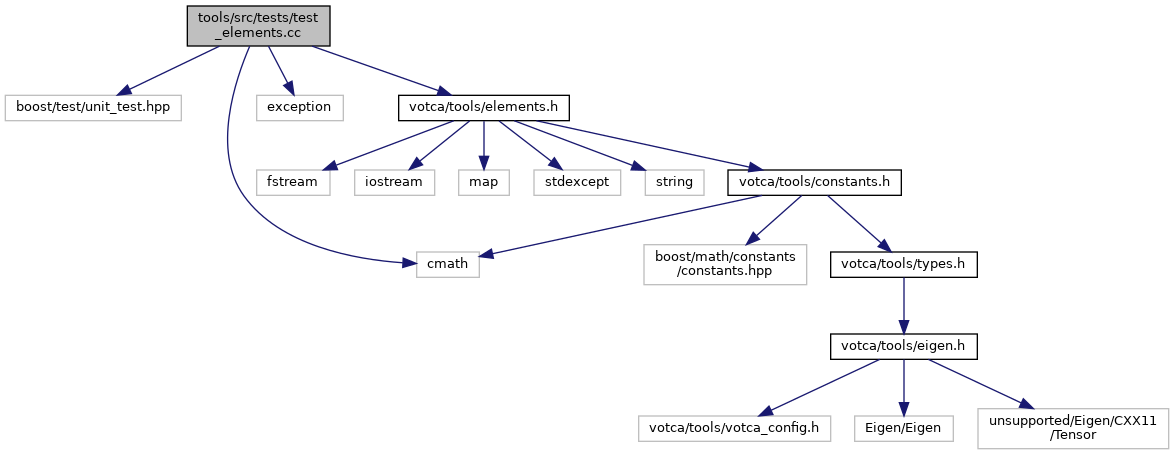 tools/src/tests/test
_elements.cc
boost/test/unit_test.hpp
exception
votca/tools/elements.h
fstream
iostream
map
stdexcept
string
votca/tools/constants.h
cmath
boost/math/constants
/constants.hpp
votca/tools/types.h
votca/tools/eigen.h
votca/tools/votca_config.h
Eigen/Eigen
unsupported/Eigen/CXX11
/Tensor